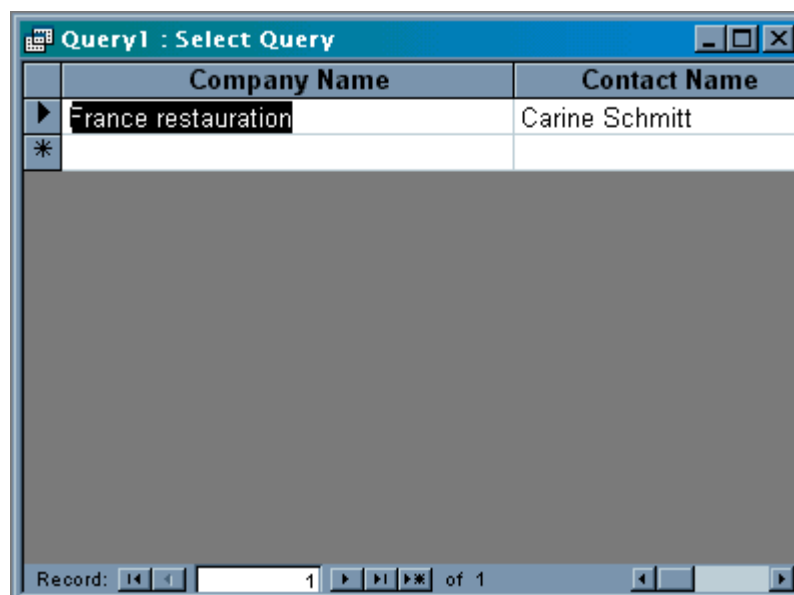 Query1 : Select Query
Company Name Contact Name
France restauration Carine Schmitt
Record: 1 of 1